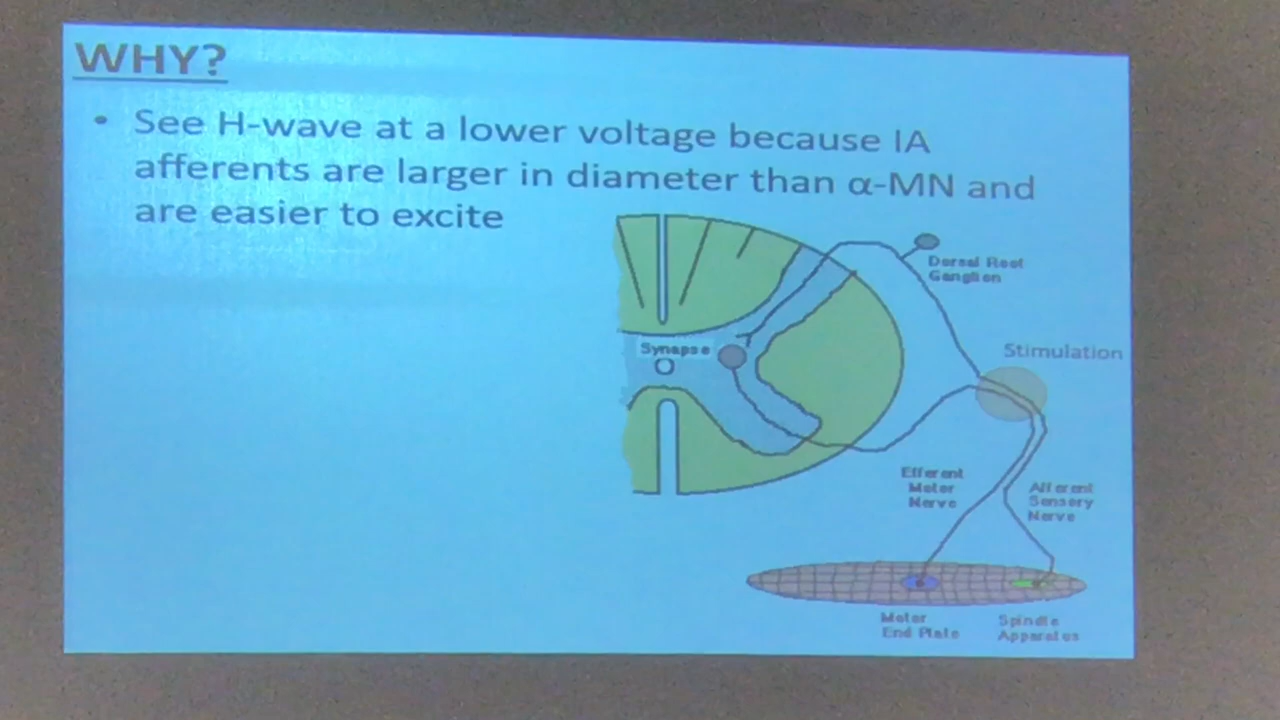 WHY?
• See H-wave at a lower voltage because IA
afferents are larger in diameter than α-MN and
are easier to excite
Dorsal Root
Ganglion
Synapse
Stimulation
Efferent
Motor
Nerve
Afferent
Sensory
Nerve
Motor
End Plate
Spindle
Apparatus